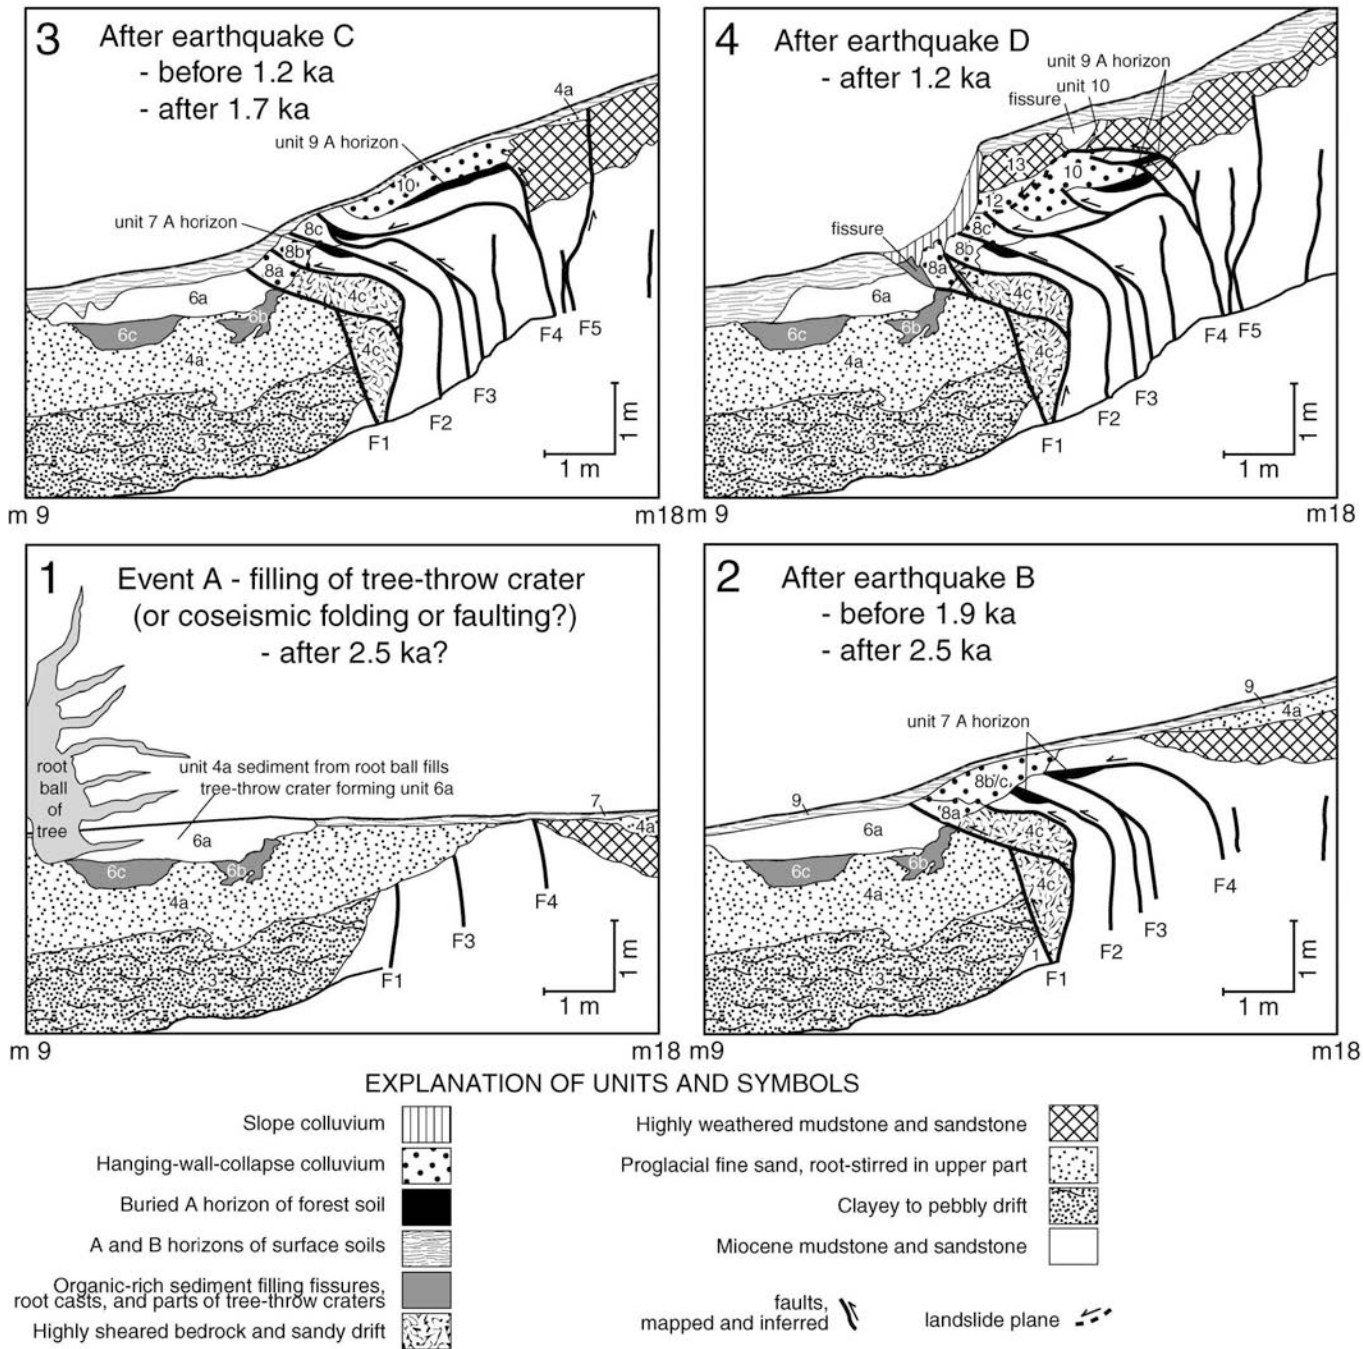 3 After earthquake C
- before 1.2 ka
- after 1.7 ka
4a
unit 9 A horizon
10
unit 7 A horizon
8c
8b
8a
4c
6a
6b
6c
4a
4c
3
F1
F2
F3
F4
F5
1 m
1 m
m 9
m18
4 After earthquake D
- after 1.2 ka
unit 9 A horizon
unit 10
fissure
13
10
12
fissure
8c
8b
8a
4c
6a
6b
6c
4a
4c
3
F1
F2
F3
F4
F5
1 m
1 m
m 9
m18
1 Event A - filling of tree-throw crater
(or coseismic folding or faulting?)
- after 2.5 ka?
root
ball
of
tree
unit 4a sediment from root ball fills
tree-throw crater forming unit 6a
7
4a
6a
6b
6c
4a
3
F1
F3
F4
1 m
1 m
m 9
m18
2 After earthquake B
- before 1.9 ka
- after 2.5 ka
9
4a
unit 7 A horizon
8b/c
9
8a
4c
6a
6b
6c
4a
4c
3
1
F1
F2
F3
F4
1 m
1 m
m9
m18
EXPLANATION OF UNITS AND SYMBOLS
Slope colluvium
Hanging-wall-collapse colluvium
Buried A horizon of forest soil
A and B horizons of surface soils
Organic-rich sediment filling fissures,
root casts, and parts of tree-throw craters
Highly sheared bedrock and sandy drift
Highly weathered mudstone and sandstone
Proglacial fine sand, root-stirred in upper part
Clayey to pebbly drift
Miocene mudstone and sandstone
faults,
mapped and inferred
landslide plane